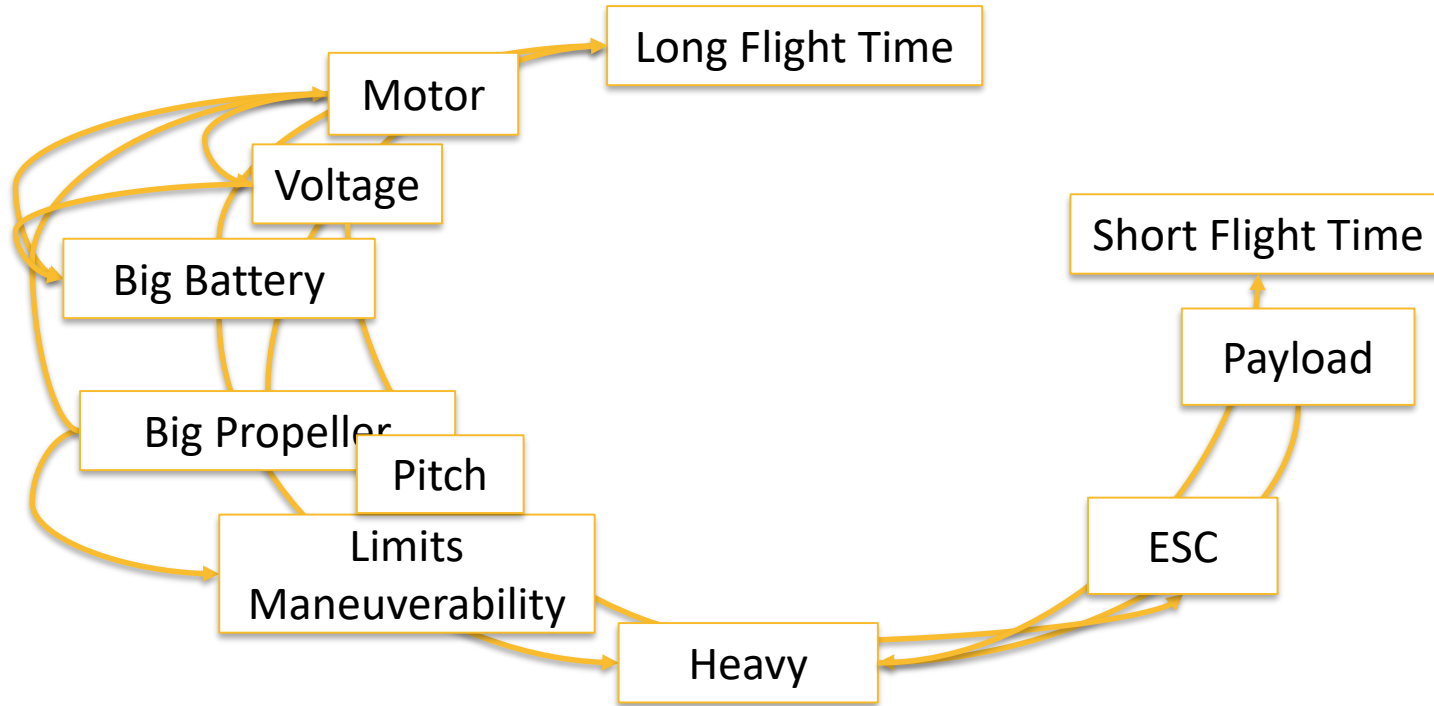 Long Flight Time
Motor
Voltage
Short Flight Time
Big Battery
Payload
Big Propeller
Pitch
Limits
Maneuverability
ESC
Heavy